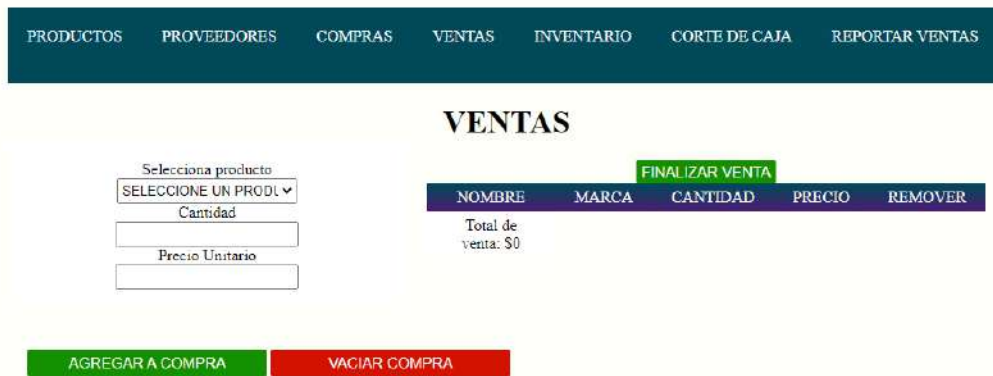 PRODUCTOS PROVEEDORES COMPRAS VENTAS INVENTARIO CORTE DE CAJA REPORTAR VENTAS
VENTAS
Selecciona producto
SELECCIONE UN PRODU
Cantidad
Precio Unitario
FINALIZAR VENTA
NOMBRE MARCA CANTIDAD PRECIO REMOVER
Total de
venta: $0
AGREGAR A COMPRA VACIAR COMPRA